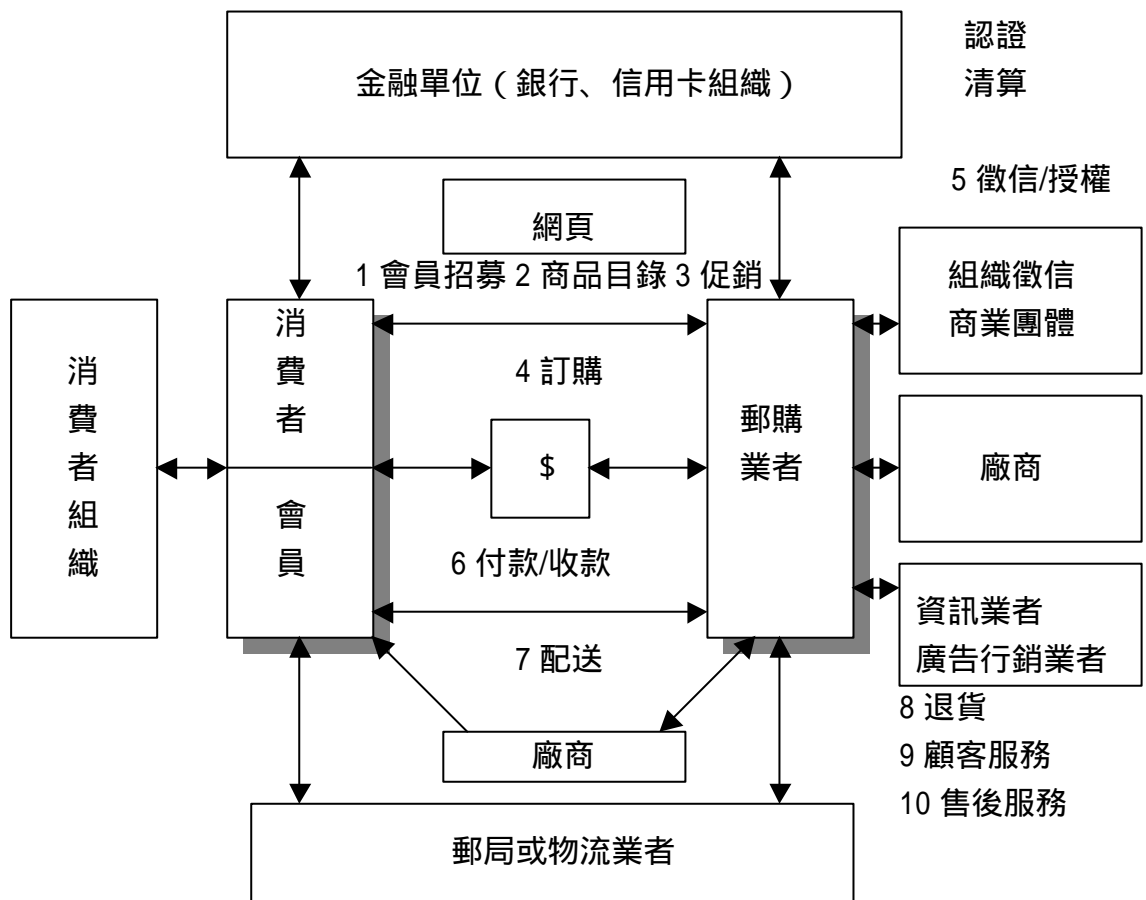 認證
清算
金融單位（銀行、信用卡組織）
5 徵信/授權
網頁
1 會員招募 2 商品目錄 3 促銷
組織徵信
商業團體
消費者組織
消費者
會員
4 訂購
$
郵購
業者
廠商
6 付款/收款
資訊業者
廣告行銷業者
7 配送
8 退貨
廠商
9 顧客服務
10 售後服務
郵局或物流業者